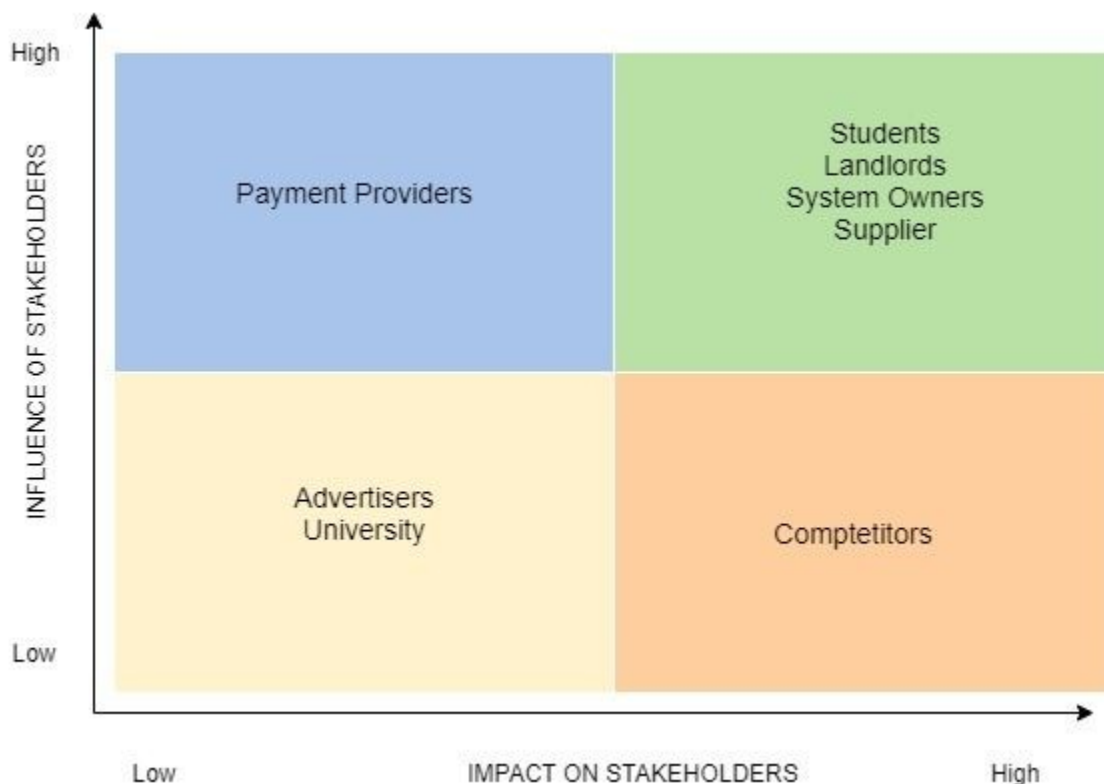 High
INFLUENCE OF STAKEHOLDERS
Payment Providers
Students
Landlords
System Owners
Supplier
Advertisers
University
Comptetitors
Low
Low
IMPACT ON STAKEHOLDERS
High